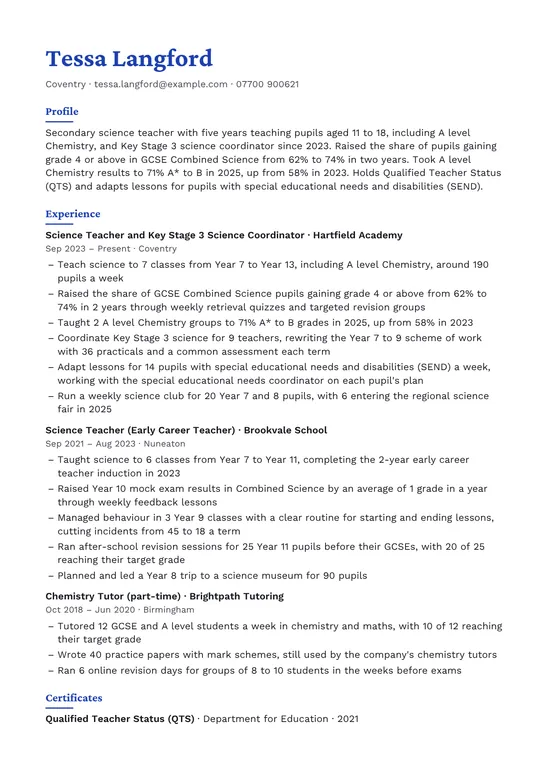 Tessa Langford
Coventry · tessa.langford@example.com · 07700 900621
Profile
Secondary science teacher with five years teaching pupils aged 11 to 18, including A level
Chemistry, and Key Stage 3 science coordinator since 2023. Raised the share of pupils gaining
grade 4 or above in GCSE Combined Science from 62% to 74% in two years. Took A level
Chemistry results to 71% A* to B in 2025, up from 58% in 2023. Holds Qualified Teacher Status
(QTS) and adapts lessons for pupils with special educational needs and disabilities (SEND).
Experience
Science Teacher and Key Stage 3 Science Coordinator · Hartfield Academy
Sep 2023 – Present · Coventry
– Teach science to 7 classes from Year 7 to Year 13, including A level Chemistry, around 190
pupils a week
– Raised the share of GCSE Combined Science pupils gaining grade 4 or above from 62% to
74% in 2 years through weekly retrieval quizzes and targeted revision groups
– Taught 2 A level Chemistry groups to 71% A* to B grades in 2025, up from 58% in 2023
– Coordinate Key Stage 3 science for 9 teachers, rewriting the Year 7 to 9 scheme of work
with 36 practicals and a common assessment each term
– Adapt lessons for 14 pupils with special educational needs and disabilities (SEND) a week,
working with the special educational needs coordinator on each pupil's plan
– Run a weekly science club for 20 Year 7 and 8 pupils, with 6 entering the regional science
fair in 2025
Science Teacher (Early Career Teacher) · Brookvale School
Sep 2021 – Aug 2023 · Nuneaton
– Taught science to 6 classes from Year 7 to Year 11, completing the 2-year early career
teacher induction in 2023
– Raised Year 10 mock exam results in Combined Science by an average of 1 grade in a year
through weekly feedback lessons
– Managed behaviour in 3 Year 9 classes with a clear routine for starting and ending lessons,
cutting incidents from 45 to 18 a term
– Ran after-school revision sessions for 25 Year 11 pupils before their GCSEs, with 20 of 25
reaching their target grade
– Planned and led a Year 8 trip to a science museum for 90 pupils
Chemistry Tutor (part-time) · Brightpath Tutoring
Oct 2018 – Jun 2020 · Birmingham
– Tutored 12 GCSE and A level students a week in chemistry and maths, with 10 of 12 reaching
their target grade
– Wrote 40 practice papers with mark schemes, still used by the company's chemistry tutors
– Ran 6 online revision days for groups of 8 to 10 students in the weeks before exams
Certificates
Qualified Teacher Status (QTS) · Department for Education · 2021